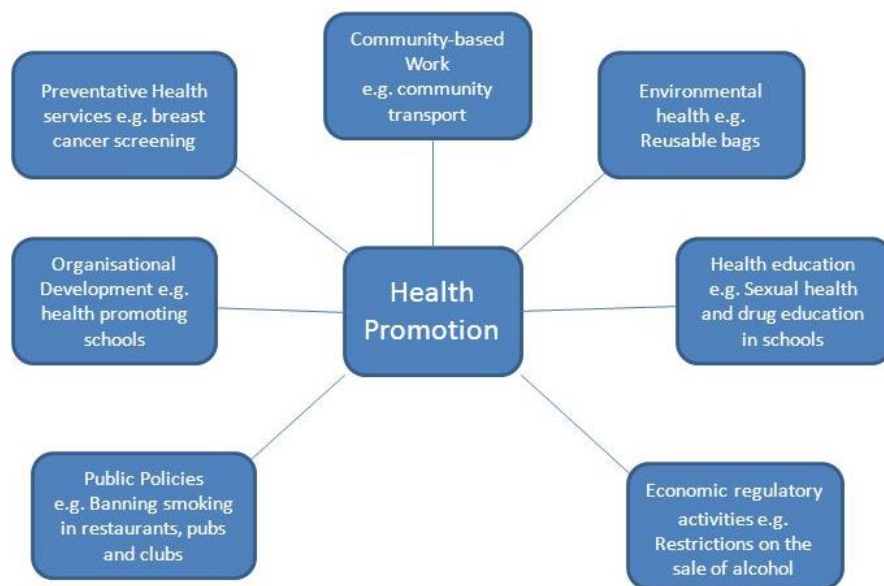 Community-based
Work
e.g. community
transport
Preventative Health
services e.g. breast
cancer screening
Environmental
health e.g.
Reusable bags
Organisational
Development e.g.
health promoting
schools
Health
Promotion
Health education
e.g. Sexual health
and drug education
in schools
Public Policies
e.g. Banning smoking
in restaurants, pubs
and clubs
Economic regulatory
activities e.g.
Restrictions on the
sale of alcohol